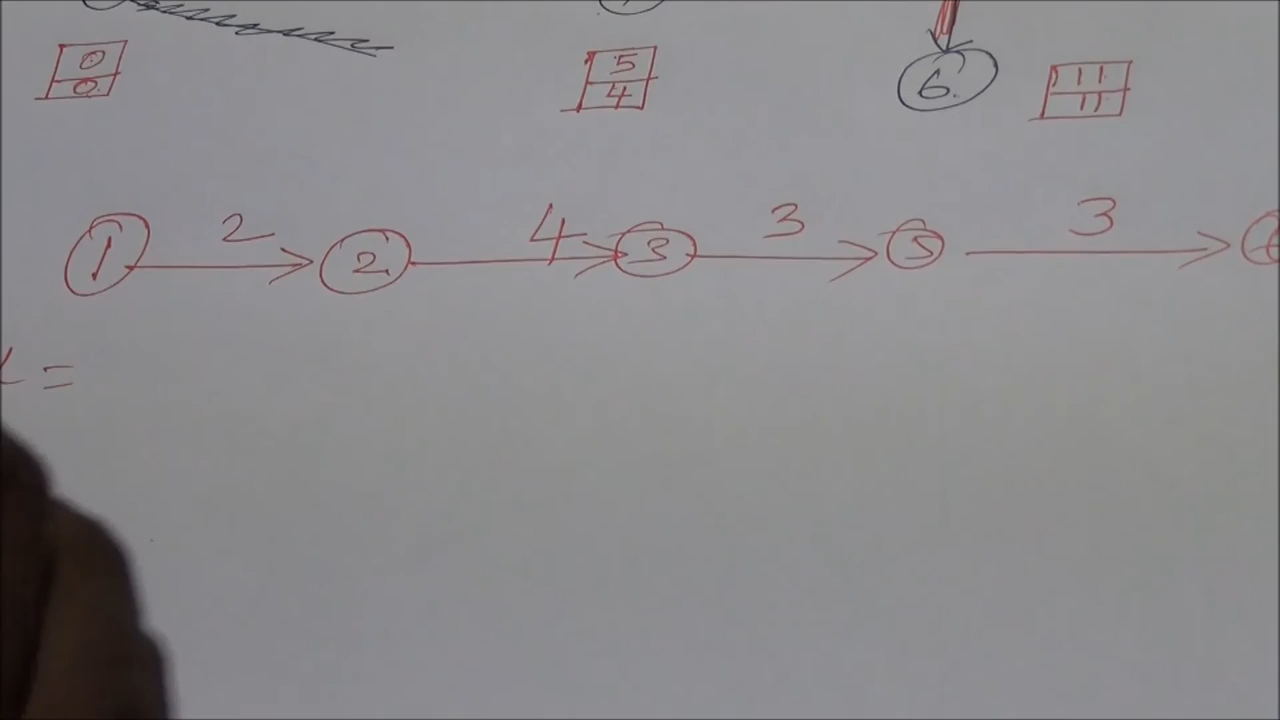 0 5 11
0 4 6. 11
2 4 3 3
1 2 3 5
=